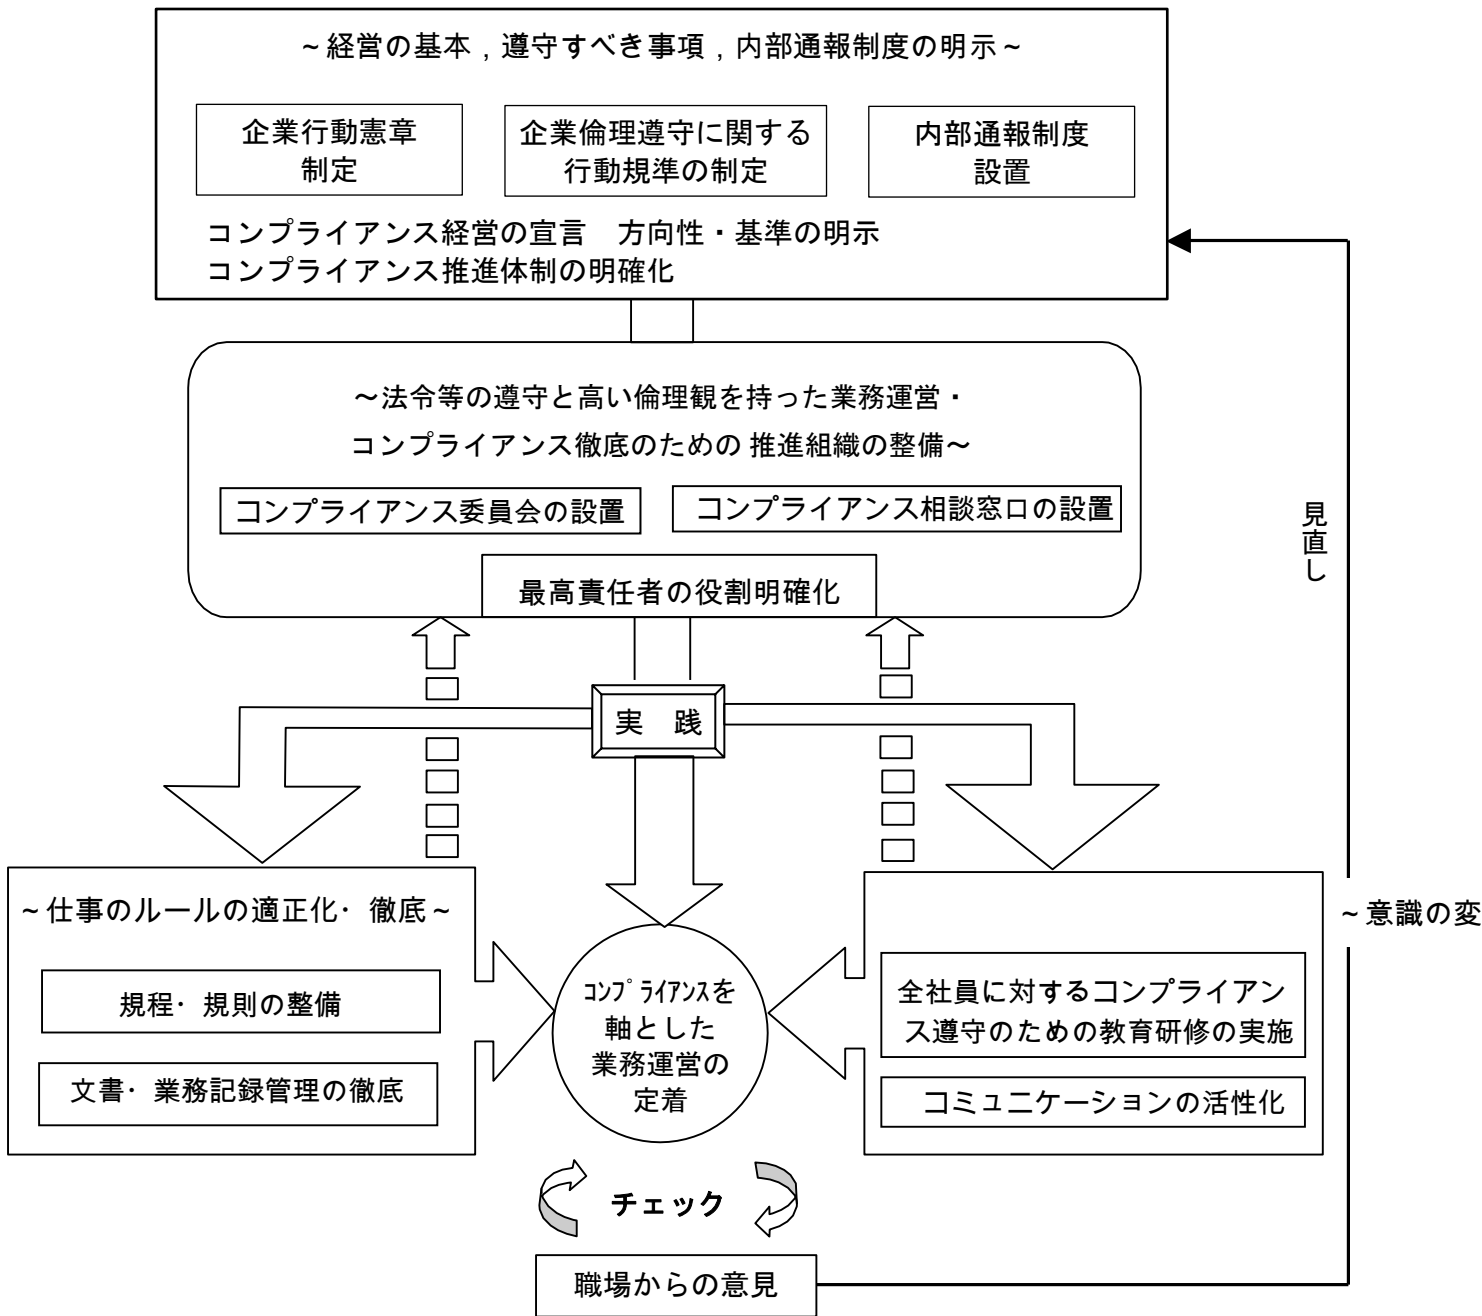 ~経営の基本，遵守すべき事項，内部通報制度の明示~
企業行動憲章
制定
企業倫理遵守に関する
行動規準の制定
内部通報制度
設置
コンプライアンス経営の宣言　方向性・基準の明示
コンプライアンス推進体制の明確化
～法令等の遵守と高い倫理観を持った業務運営・
コンプライアンス徹底のための 推進組織の整備～
コンプライアンス委員会の設置
コンプライアンス相談窓口の設置
最高責任者の役割明確化
見直し
実　践
~仕事のルールの適正化・徹底~
規程・規則の整備
文書・業務記録管理の徹底
ｺﾝﾌﾟﾗｲｱﾝｽを
軸とした
業務運営の
定着
~意識の変
全社員に対するコンプライアン
ス遵守のための教育研修の実施
コミュニケーションの活性化
チェック
職場からの意見